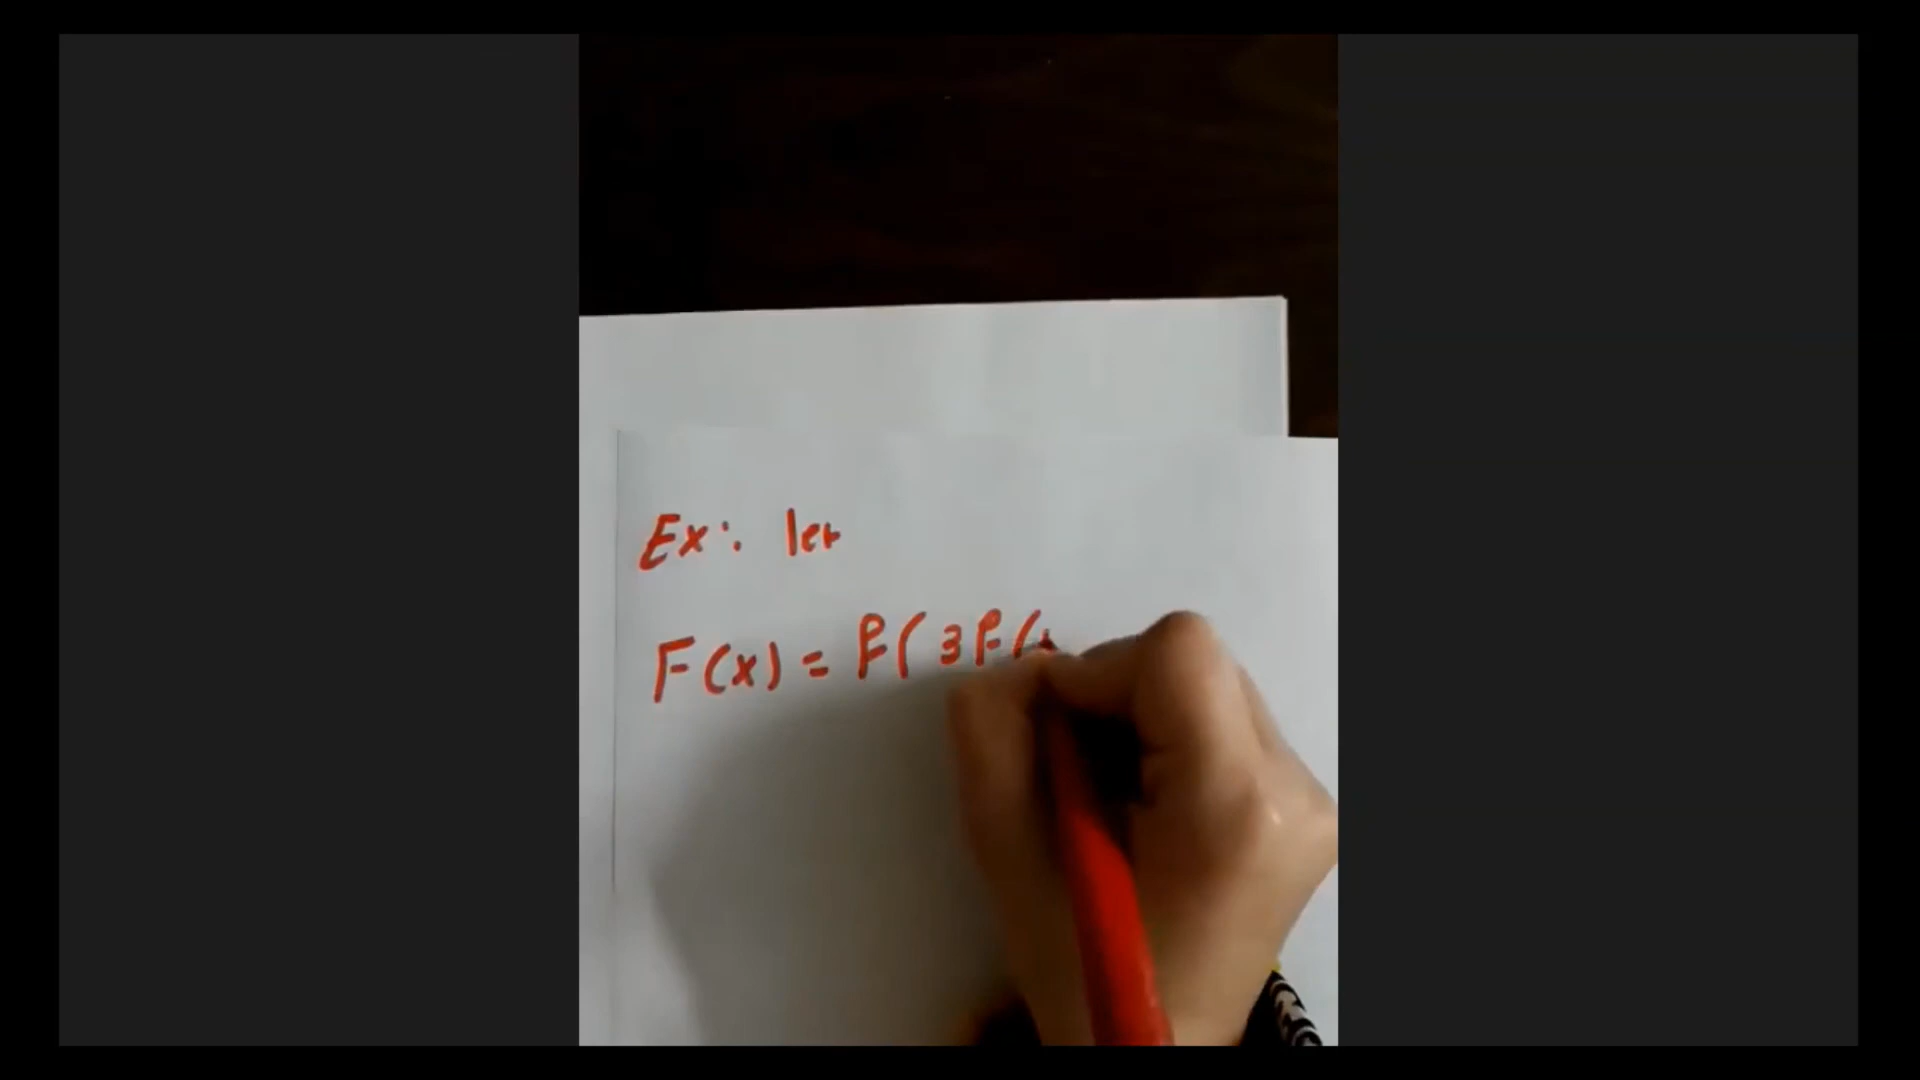 Ex: let
F(x) = f( 3f(